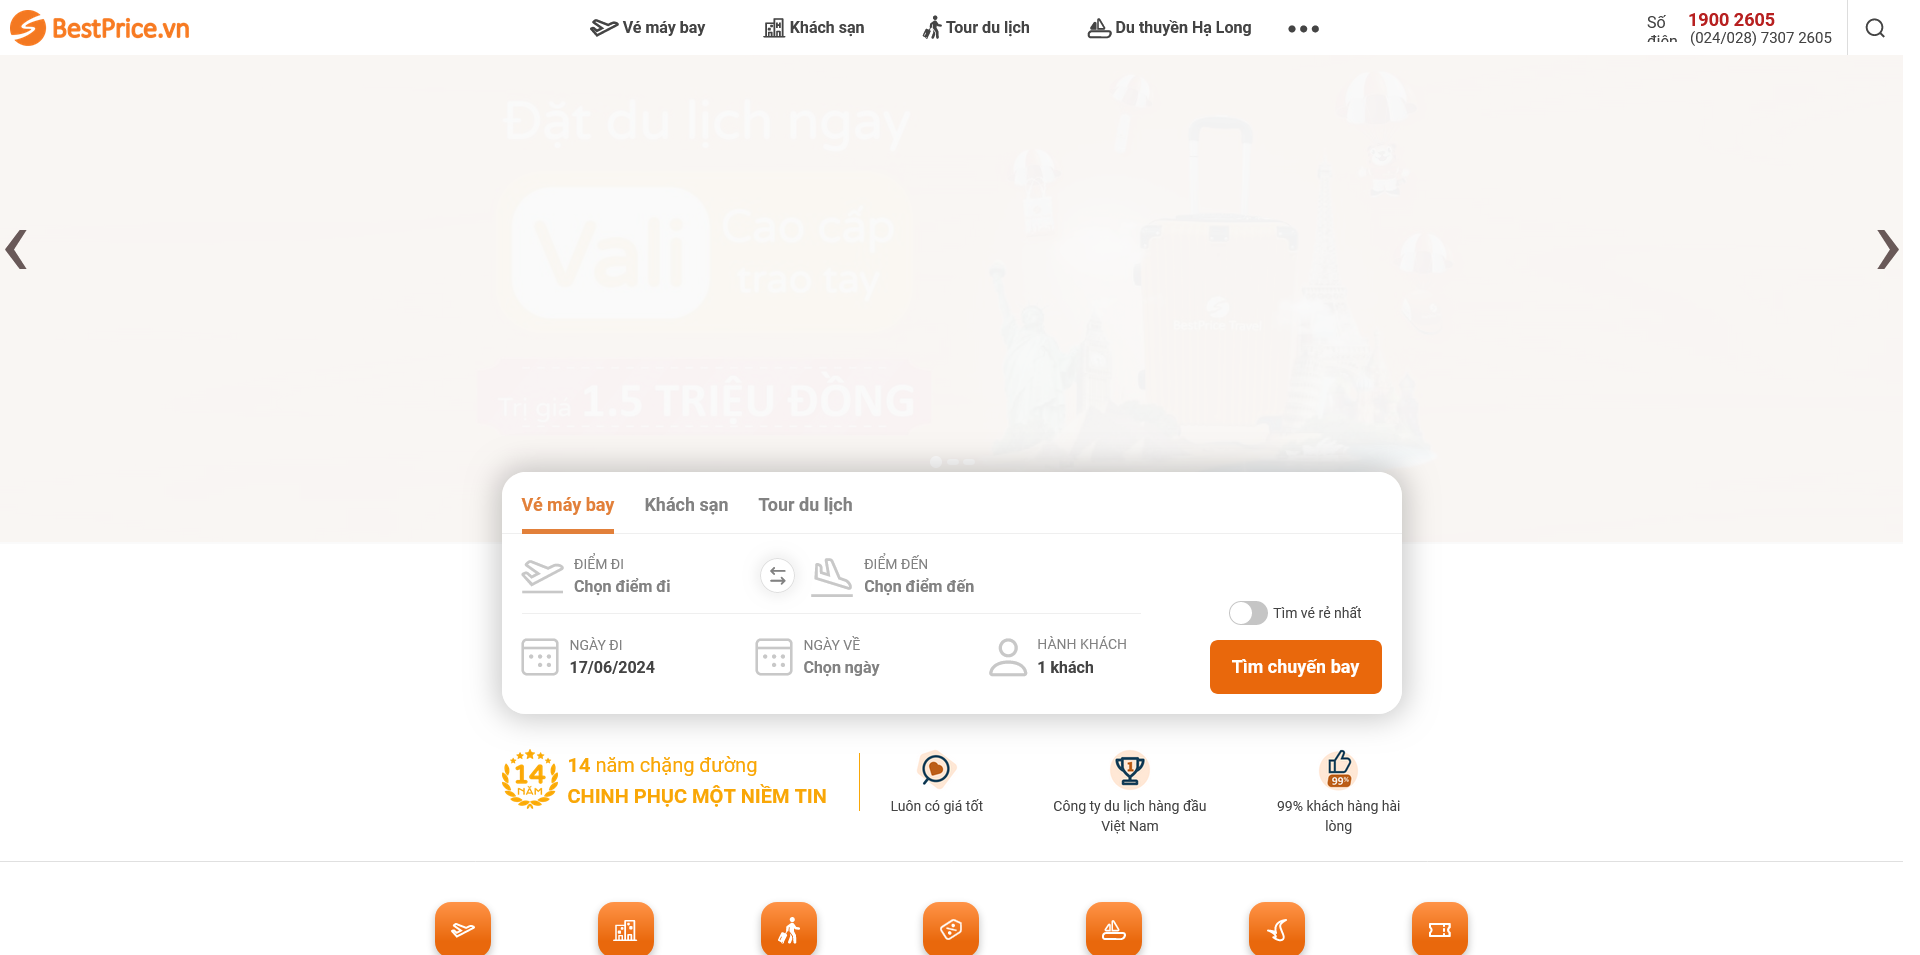 BestPrice.vn
Vé máy bay
Khách sạn
Tour du lịch
Du thuyền Hạ Long
Số
điện
1900 2605
(024/028) 7307 2605
Đặt du lịch ngay
Vali
Cao cấp
trao tay
Trị giá 1.5 TRIỆU ĐỒNG
Vé máy bay
Khách sạn
Tour du lịch
ĐIỂM ĐI
Chọn điểm đi
ĐIỂM ĐẾN
Chọn điểm đến
Tìm vé rẻ nhất
NGÀY ĐI
17/06/2024
NGÀY VỀ
Chọn ngày
HÀNH KHÁCH
1 khách
Tìm chuyến bay
14
NĂM
14 năm chặng đường
CHINH PHỤC MỘT NIỀM TIN
1
99%
Luôn có giá tốt
Công ty du lịch hàng đầu
Việt Nam
99% khách hàng hài
lòng